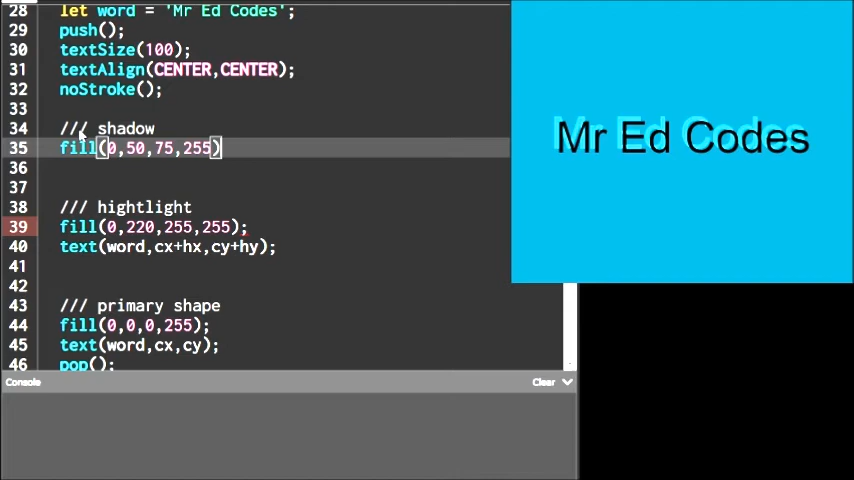 28 let word = 'Mr Ed Codes';
29 push();
30 textSize(100);
31 textAlign(CENTER,CENTER);
32 noStroke();
33
34 /// shadow
35 fill(0,50,75,255)
36
37
38 /// hightlight
39 fill(0,220,255,255);
40 text(word,cx+hx,cy+hy);
41
42
43 /// primary shape
44 fill(0,0,0,255);
45 text(word,cx,cy);
46 pop();
Mr Ed Codes
Console
Clear